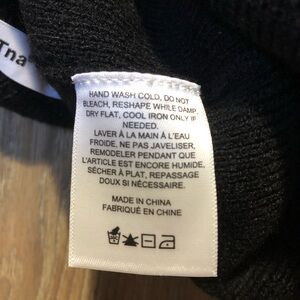 Tna
HAND WASH COLD, DO NOT
BLEACH, RESHAPE WHILE DAMP,
DRY FLAT, COOL IRON ONLY IF
NEEDED.
LAVER À LA MAIN À L'EAU
FROIDE, NE PAS JAVELISER,
REMODELER PENDANT QUE
L'ARTICLE EST ENCORE HUMIDE,
SÉCHER À PLAT, REPASSAGE
DOUX SI NÉCESSAIRE.
MADE IN CHINA
FABRIQUÉ EN CHINE